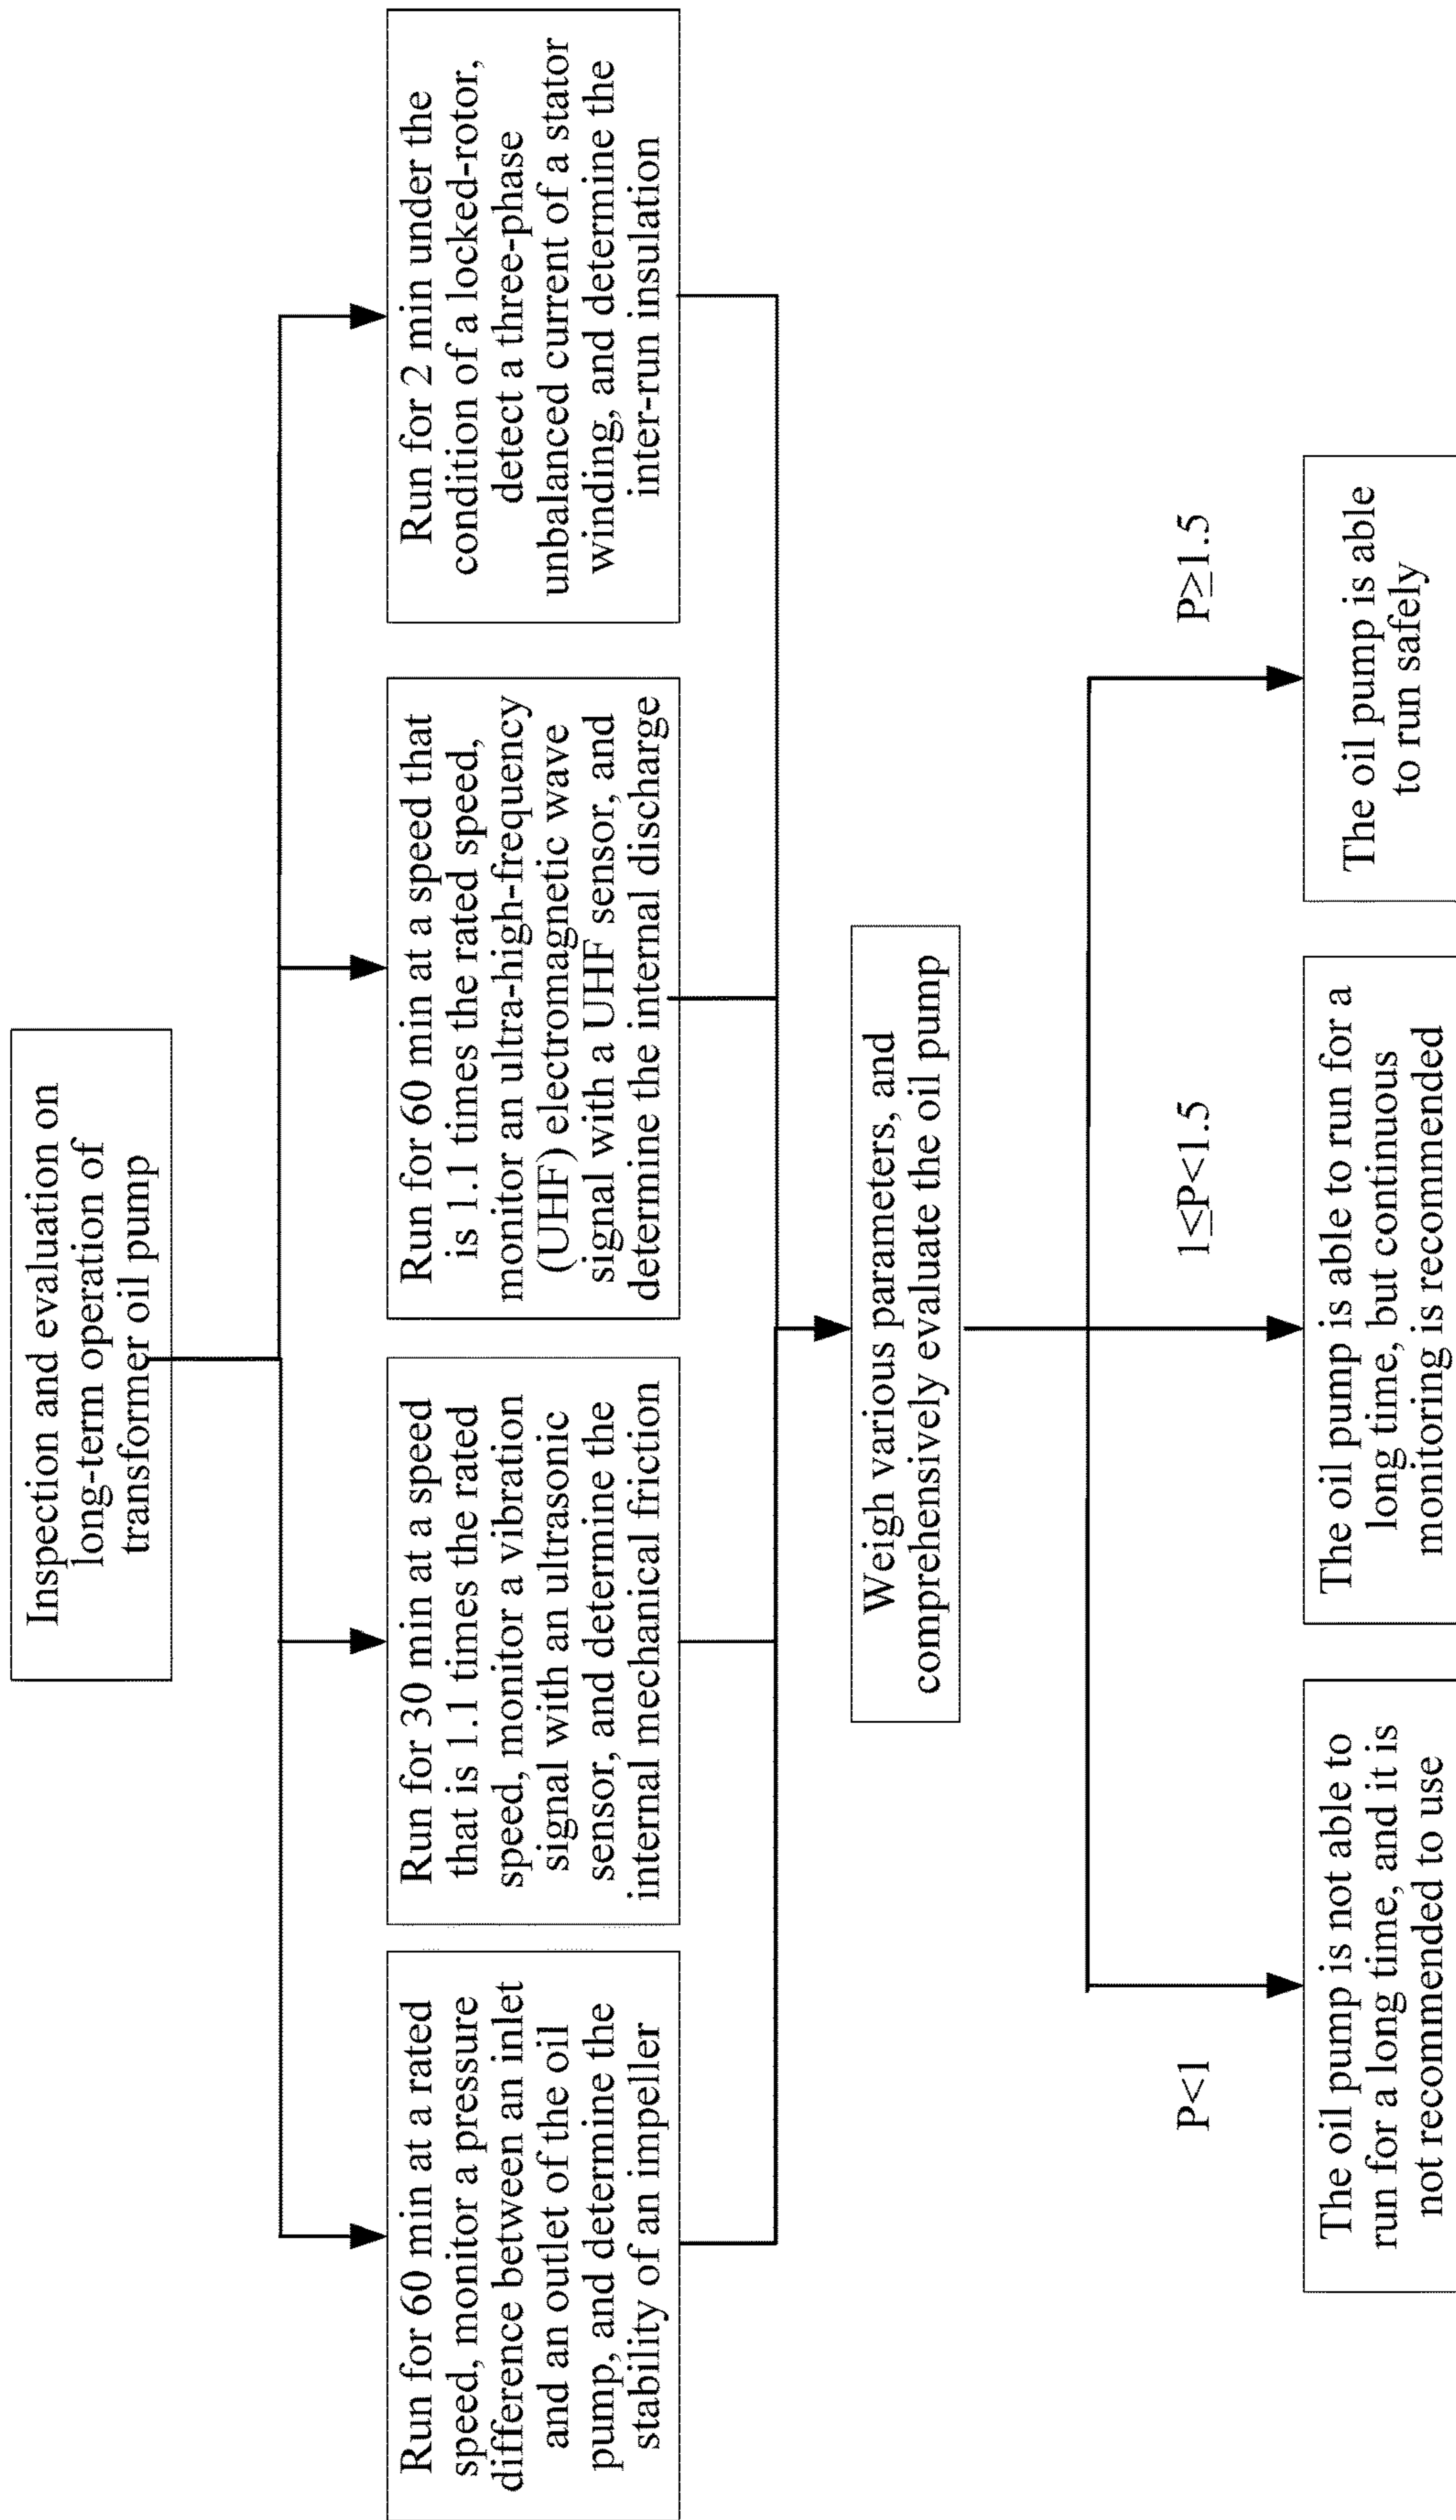 Inspection and evaluation on
long-term operation of
transformer oil pump
Run for 60 min at a rated
speed, monitor a pressure
difference between an inlet
and an outlet of the oil
pump, and determine the
stability of an impeller
Run for 30 min at a speed
that is 1.1 times the rated
speed, monitor a vibration
signal with an ultrasonic
sensor, and determine the
internal mechanical friction
Run for 60 min at a speed that
is 1.1 times the rated speed,
monitor an ultra-high-frequency
(UHF) electromagnetic wave
signal with a UHF sensor, and
determine the internal discharge
Run for 2 min under the
condition of a locked-rotor,
detect a three-phase
unbalanced current of a stator
winding, and determine the
inter-run insulation
Weigh various parameters, and
comprehensively evaluate the oil pump
P<1
1≤P<1.5
P≥1.5
The oil pump is not able to
run for a long time, and it is
not recommended to use
The oil pump is able to run for a
long time, but continuous
monitoring is recommended
The oil pump is able
to run safely